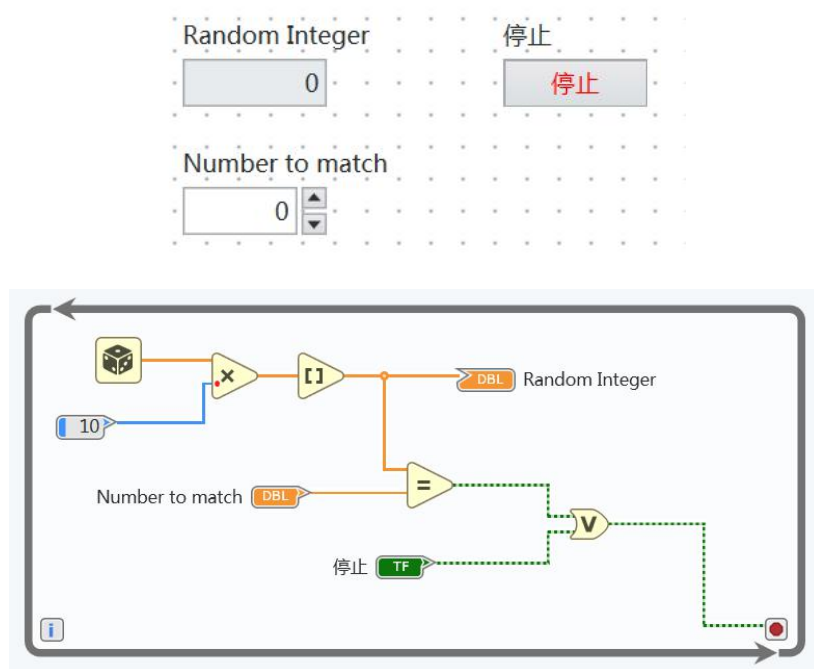 Random Integer
停止
0
停止
Number to match
0
×
[ ]
DBL
Random Integer
10
=
Number to match
DBL
V
停止
TF
i